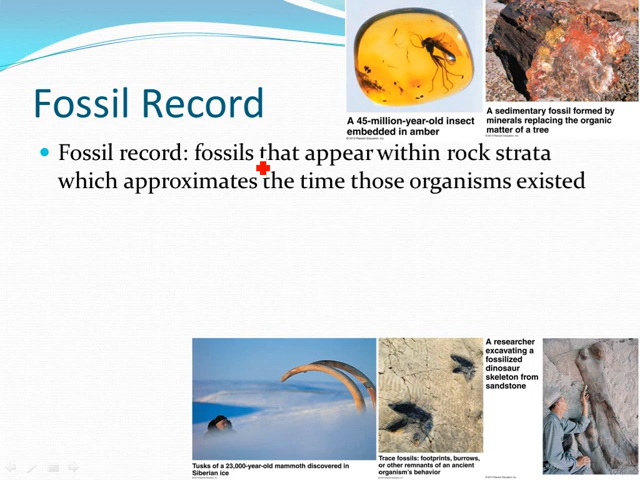 A 45-million-year-old insect
embedded in amber
A sedimentary fossil formed by
minerals replacing the organic
matter of a tree
Fossil Record
Fossil record: fossils that appear within rock strata
which approximates the time those organisms existed
A researcher
excavating a
fossilized
dinosaur
skeleton from
sandstone
Tusks of a 23,000-year-old mammoth discovered in
Siberian ice
Trace fossils: footprints, burrows,
or other remnants of an ancient
organism's behavior